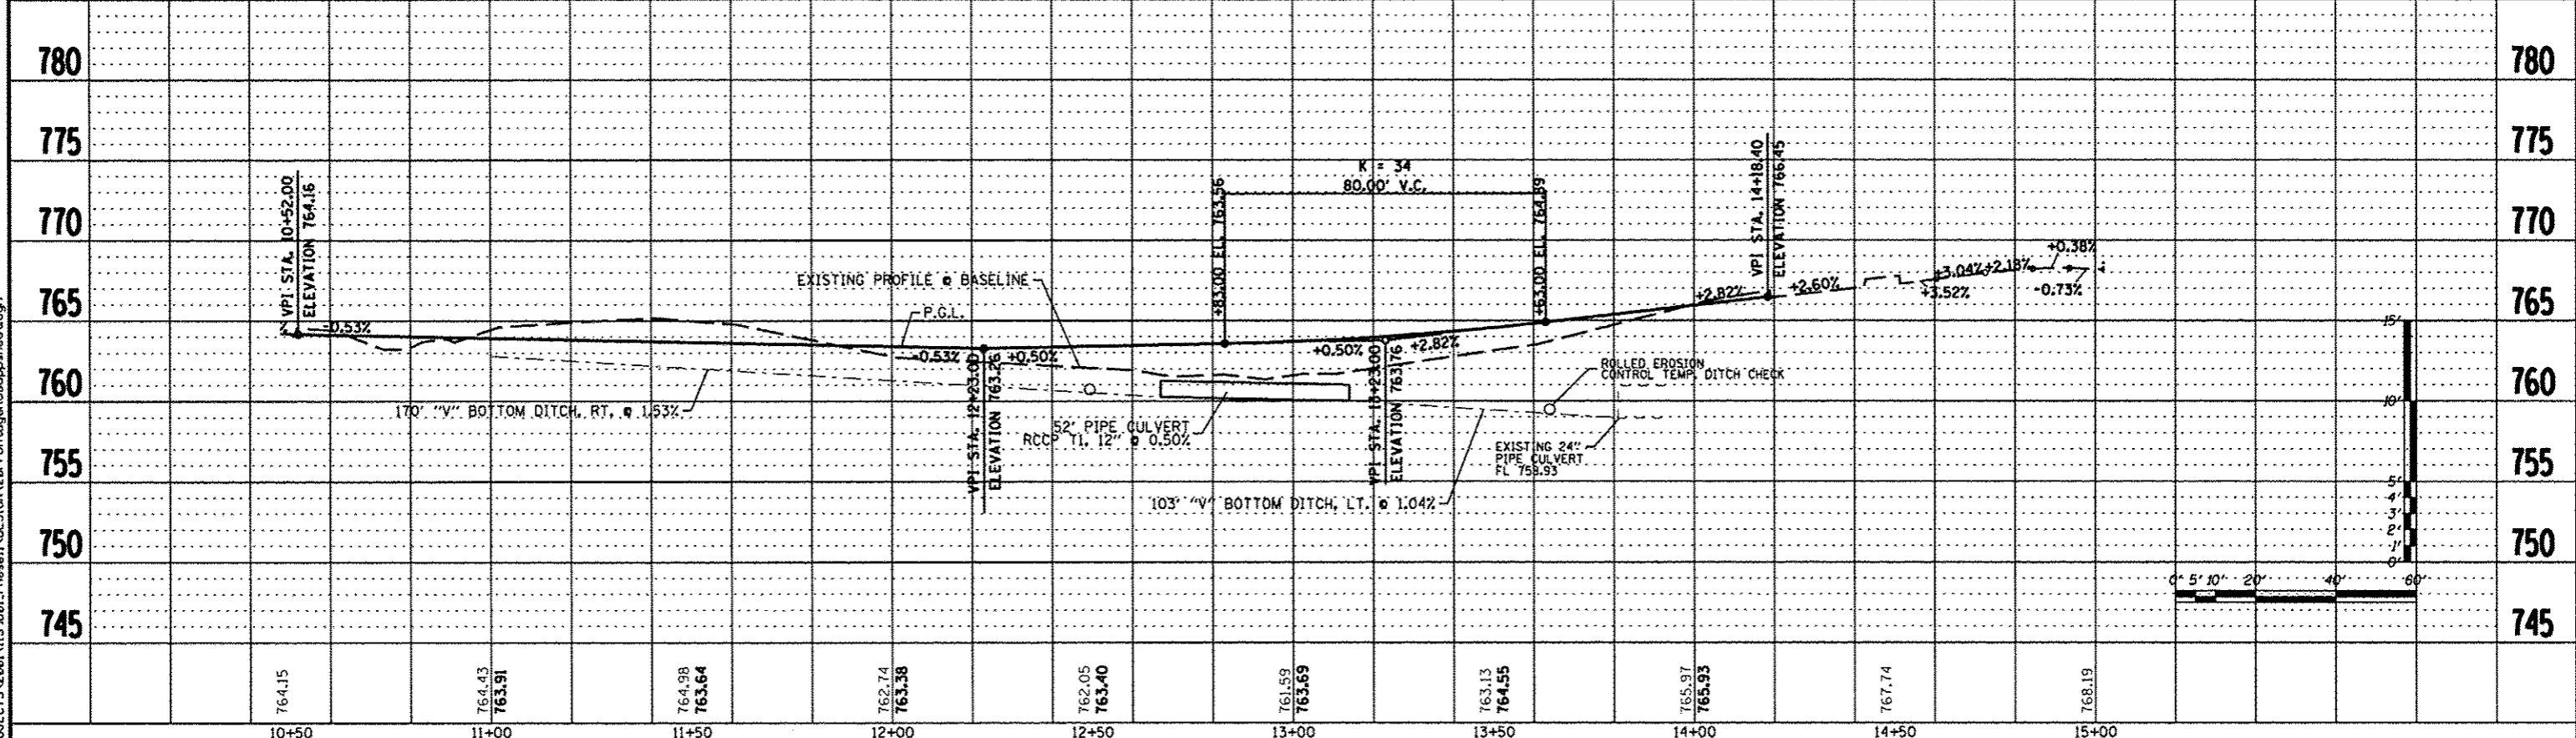 780
780
775
775
770
770
765
765
760
760
755
755
750
750
745
745
VPI STA. 10+52.00
ELEVATION 764.16
-0.53%
EXISTING PROFILE @ BASELINE
P.G.L.
170' "V" BOTTOM DITCH, RT. @ 1.53%
-0.53%
+0.50%
VPI STA. 12+23.00
ELEVATION 763.26
52' PIPE CULVERT
RCCP T1, 12" @ 0.50%
+83.00 EL. 763.56
K = 34
80.00' V.C.
+63.00 EL. 764.89
+0.50%
+2.82%
VPI STA. 13+23.00
ELEVATION 763.76
103' "V" BOTTOM DITCH, LT. @ 1.04%
ROLLED EROSION
CONTROL TEMP. DITCH CHECK
EXISTING 24"
PIPE CULVERT
FL 758.93
VPI STA. 14+18.40
ELEVATION 766.45
+2.82%
+2.60%
+3.52%
+3.04%
+2.18%
+0.38%
-0.73%
15'
10'
5'
4'
3'
2'
1'
0'
0' 5' 10' 20' 40' 60'
764.15
764.43
763.91
764.98
763.64
762.74
763.38
762.05
763.40
761.59
763.69
763.13
764.55
765.97
765.93
767.74
768.19
10+50 11+00 11+50 12+00 12+50 13+00 13+50 14+00 14+50 15+00